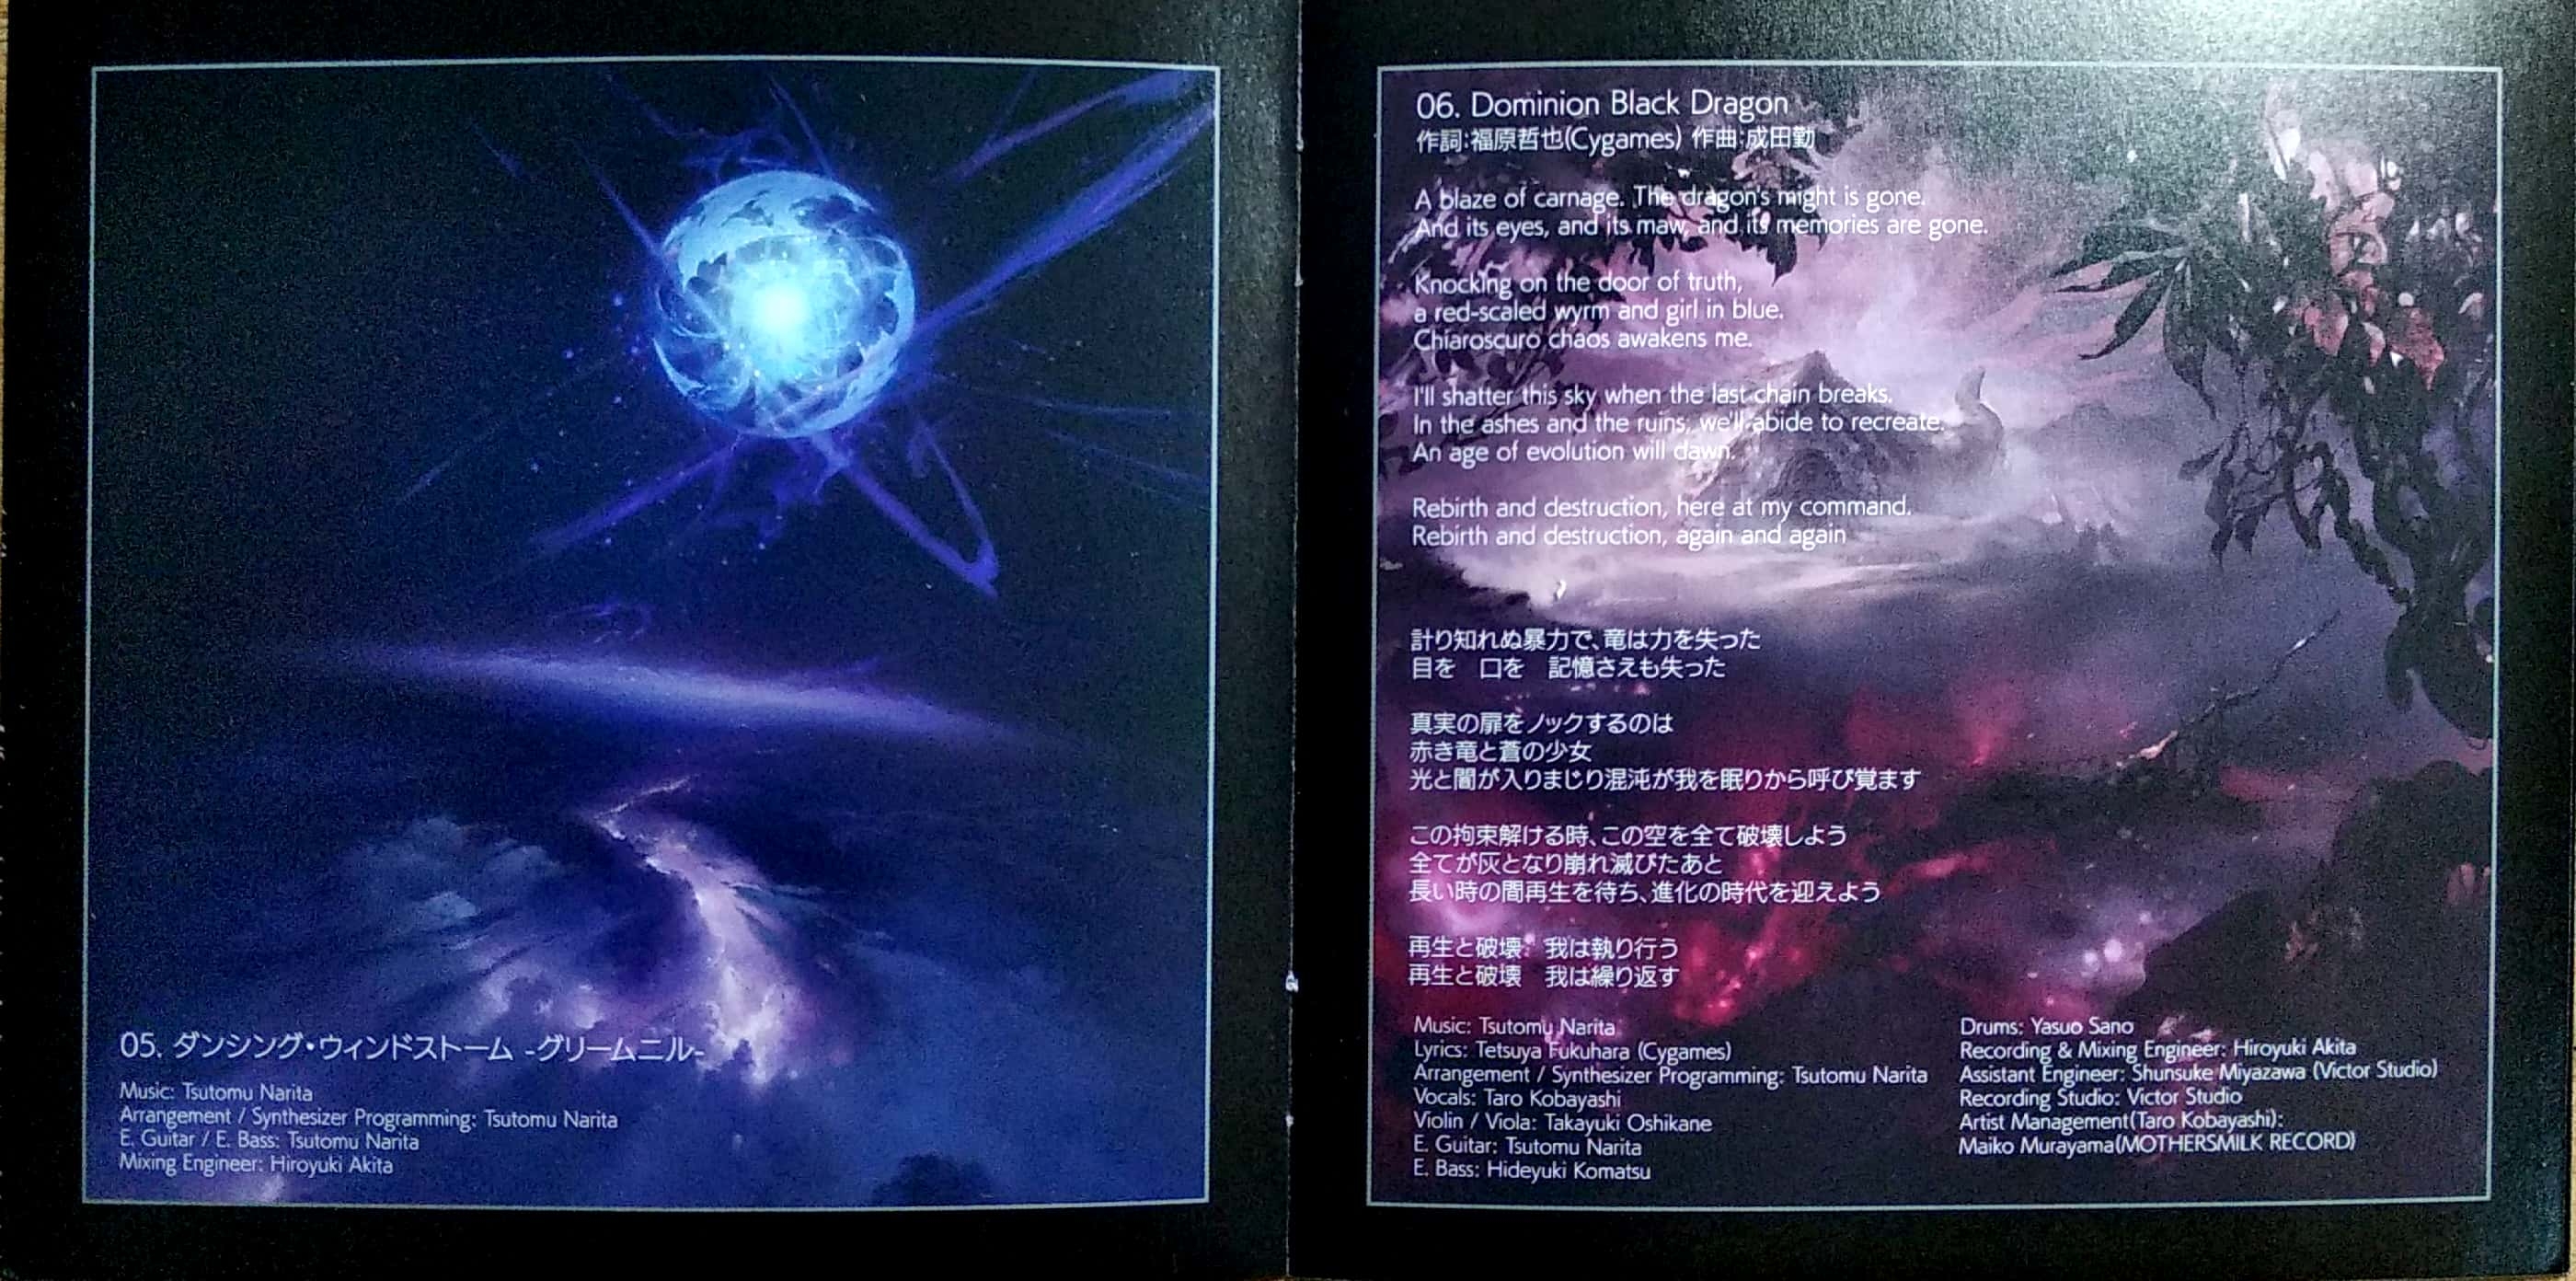 05. ダンシング・ウィンドストーム -グリームニル-
Music: Tsutomu Narita
Arrangement / Synthesizer Programming: Tsutomu Narita
E. Guitar / E. Bass: Tsutomu Narita
Mixing Engineer: Hiroyuki Akita
06. Dominion Black Dragon
作詞:福原哲也(Cygames) 作曲:成田勤
A blaze of carnage. The dragon's might is gone.
And its eyes, and its maw, and its memories are gone.
Knocking on the door of truth,
a red-scaled wyrm and girl in blue.
Chiaroscuro chaos awakens me.
I'll shatter this sky when the last chain breaks.
In the ashes and the ruins, we'll abide to recreate.
An age of evolution will dawn.
Rebirth and destruction, here at my command.
Rebirth and destruction, again and again
計り知れぬ暴力で、竜は力を失った
目を　口を　記憶さえも失った
真実の扉をノックするのは
赤き竜と蒼の少女
光と闇が入りまじり混沌が我を眠りから呼び覚ます
この拘束解ける時、この空を全て破壊しよう
全てが灰となり崩れ滅びたあと
長い時の間再生を待ち、進化の時代を迎えよう
再生と破壊　我は執り行う
再生と破壊　我は繰り返す
Music: Tsutomu Narita
Lyrics: Tetsuya Fukuhara (Cygames)
Arrangement / Synthesizer Programming: Tsutomu Narita
Vocals: Taro Kobayashi
Violin / Viola: Takayuki Oshikane
E. Guitar: Tsutomu Narita
E. Bass: Hideyuki Komatsu
Drums: Yasuo Sano
Recording & Mixing Engineer: Hiroyuki Akita
Assistant Engineer: Shunsuke Miyazawa (Victor Studio)
Recording Studio: Victor Studio
Artist Management(Taro Kobayashi):
Maiko Murayama(MOTHERSMILK RECORD)